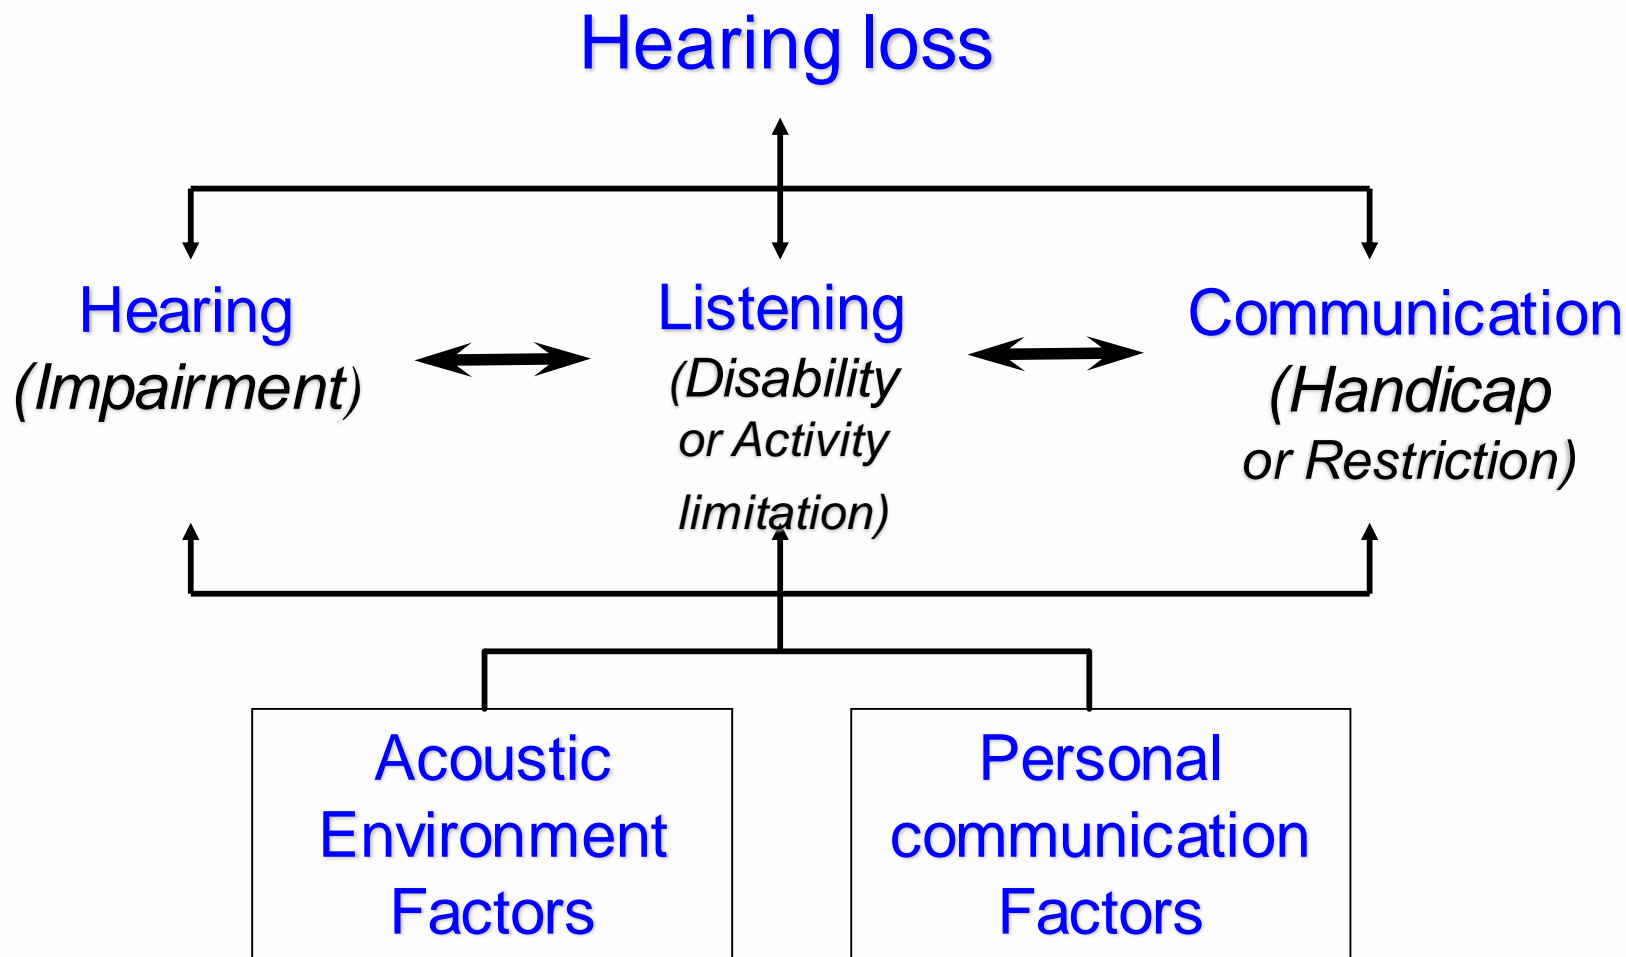 Hearing loss
Hearing
(Impairment)
Listening
(Disability
or Activity
limitation)
Communication
(Handicap
or Restriction)
Acoustic
Environment
Factors
Personal
communication
Factors